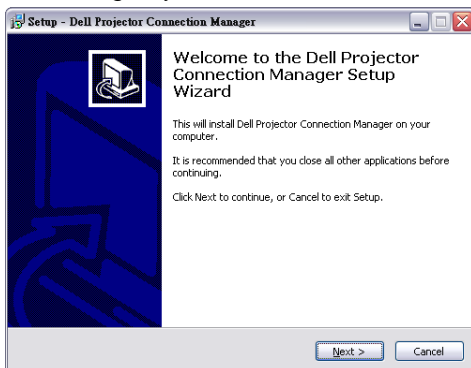 Setup - Dell Projector Connection Manager
Welcome to the Dell Projector
Connection Manager Setup
Wizard
This will install Dell Projector Connection Manager on your
computer.
It is recommended that you close all other applications before
continuing.
Click Next to continue, or Cancel to exit Setup.
Next >
Cancel